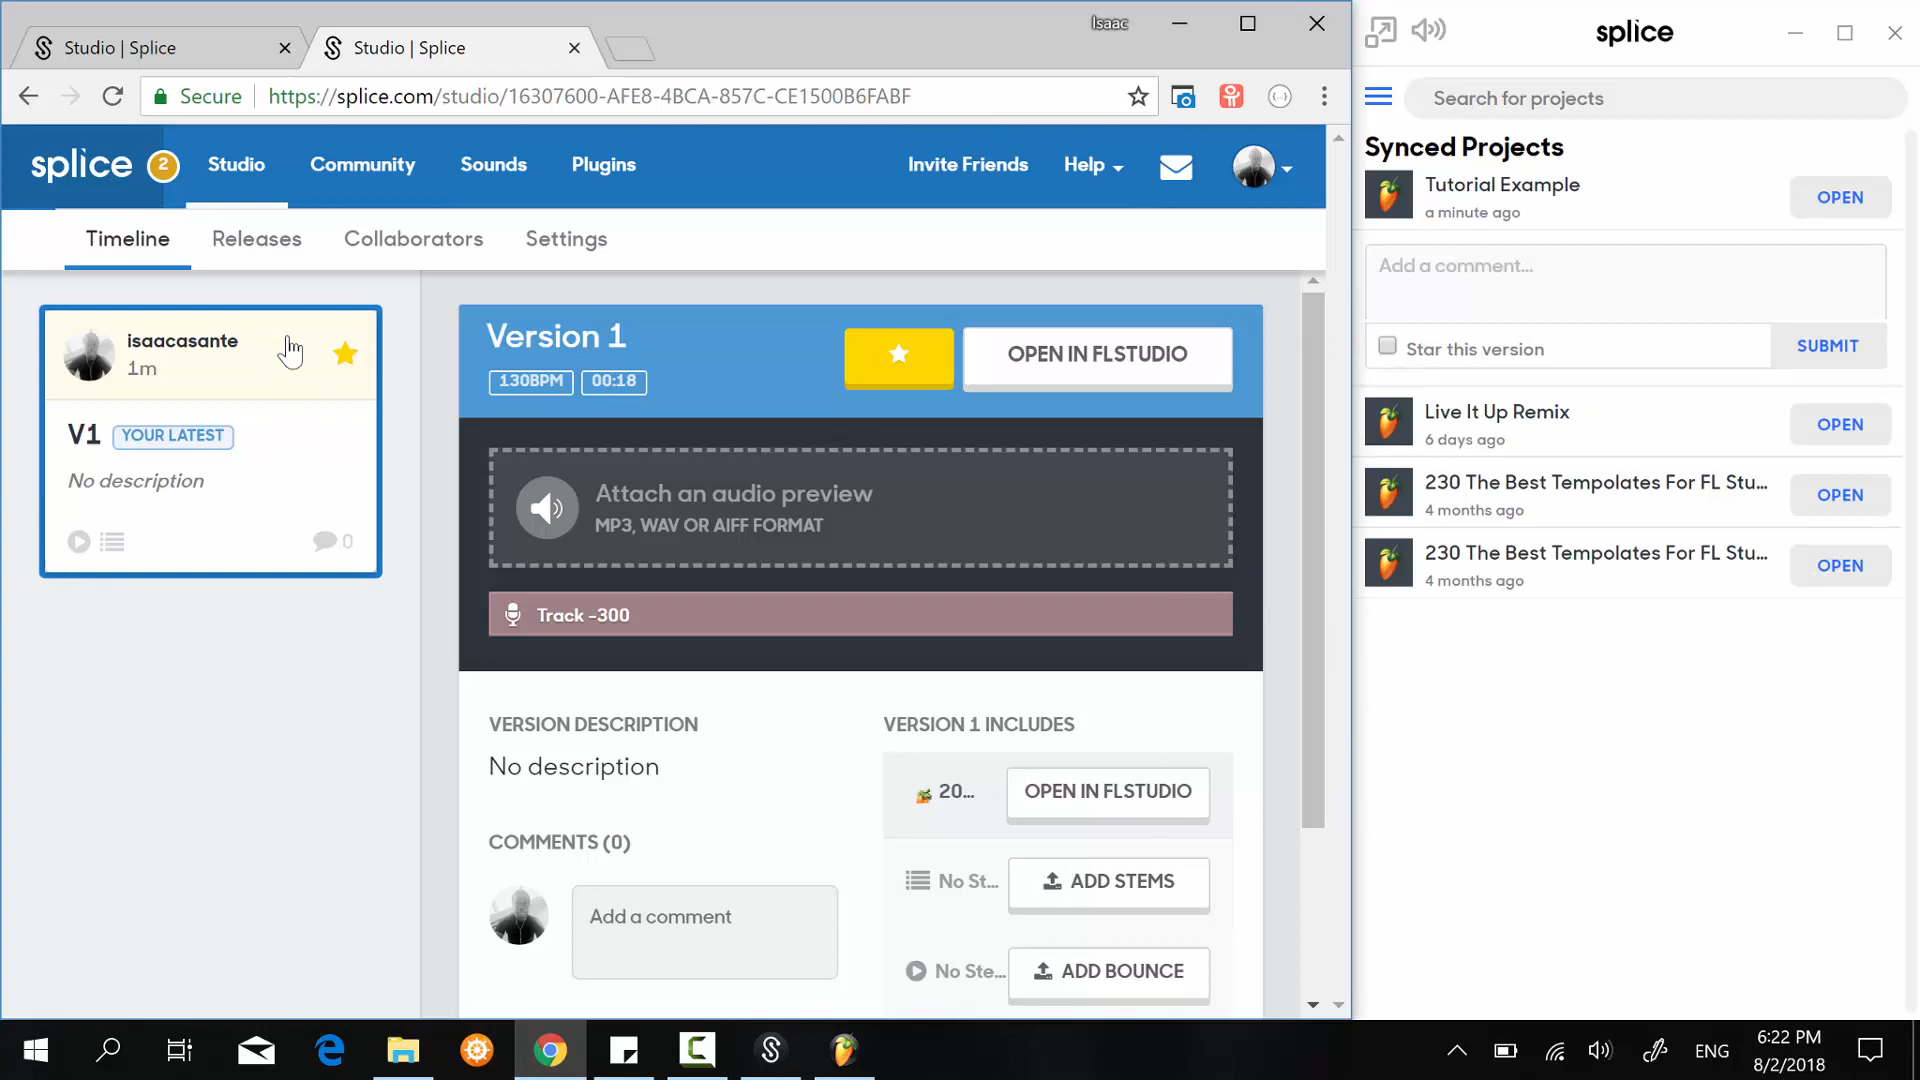 Studio | Splice
Studio | Splice
Isaac
Secure
https://splice.com/studio/16307600-AFE8-4BCA-857C-CE1500B6FABF
splice
2
Studio
Community
Sounds
Plugins
Invite Friends
Help
Timeline
Releases
Collaborators
Settings
isaacasante
1m
V1
YOUR LATEST
No description
0
Version 1
130BPM
00:18
OPEN IN FLSTUDIO
Attach an audio preview
MP3, WAV OR AIFF FORMAT
Track -300
VERSION DESCRIPTION
No description
COMMENTS (0)
Add a comment
VERSION 1 INCLUDES
20...
OPEN IN FLSTUDIO
No St...
ADD STEMS
No Ste...
ADD BOUNCE
splice
Search for projects
Synced Projects
Tutorial Example
a minute ago
OPEN
Add a comment...
Star this version
SUBMIT
Live It Up Remix
6 days ago
OPEN
230 The Best Tempolates For FL Stu...
4 months ago
OPEN
230 The Best Tempolates For FL Stu...
4 months ago
OPEN
ENG
6:22 PM
8/2/2018